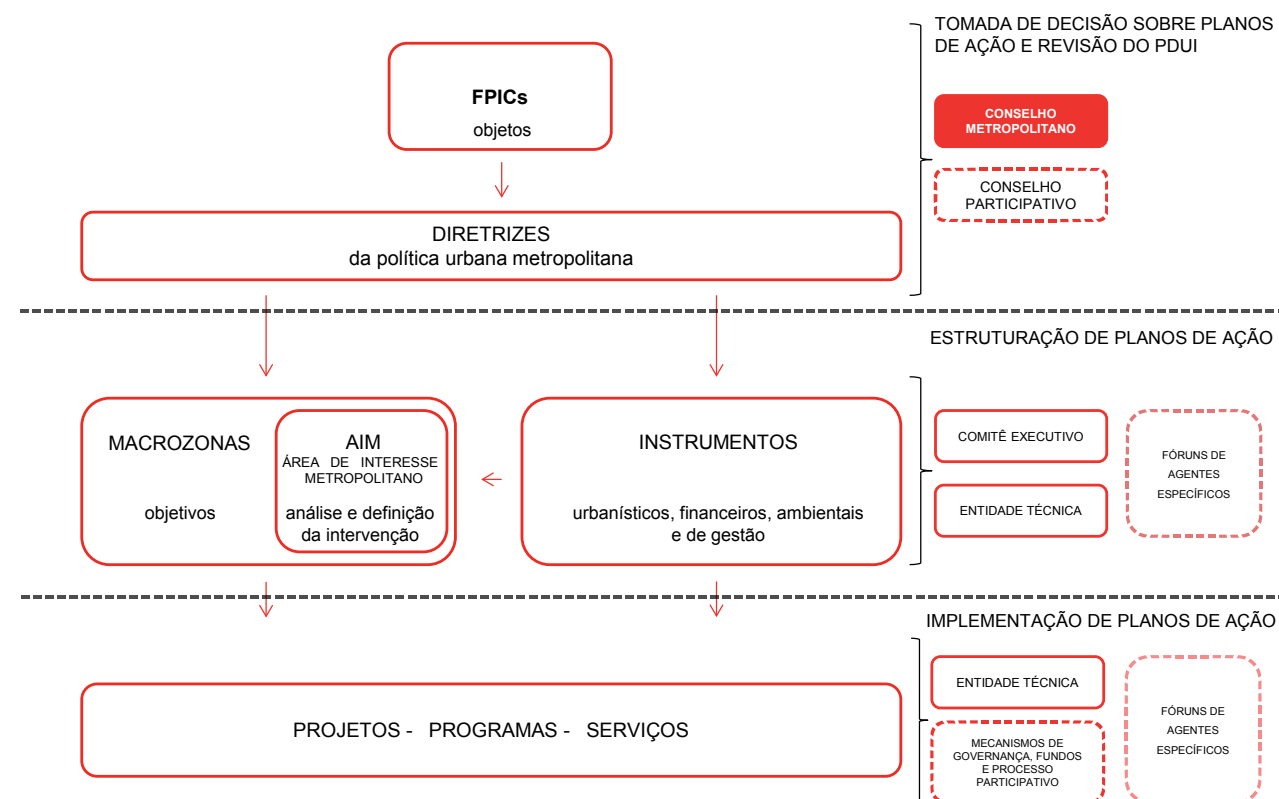 TOMADA DE DECISÃO SOBRE PLANOS
DE AÇÃO E REVISÃO DO PDUI
FPICs
objetos
CONSELHO
METROPOLITANO
CONSELHO
PARTICIPATIVO
DIRETRIZES
da política urbana metropolitana
ESTRUTURAÇÃO DE PLANOS DE AÇÃO
MACROZONAS
objetivos
AIM
ÁREA DE INTERESSE
METROPOLITANO
análise e definição
da intervenção
INSTRUMENTOS
urbanísticos, financeiros, ambientais
e de gestão
COMITÊ EXECUTIVO
ENTIDADE TÉCNICA
FÓRUNS DE
AGENTES
ESPECÍFICOS
IMPLEMENTAÇÃO DE PLANOS DE AÇÃO
PROJETOS - PROGRAMAS - SERVIÇOS
ENTIDADE TÉCNICA
MECANISMOS DE
GOVERNANÇA, FUNDOS
E PROCESSO
PARTICIPATIVO
FÓRUNS DE
AGENTES
ESPECÍFICOS